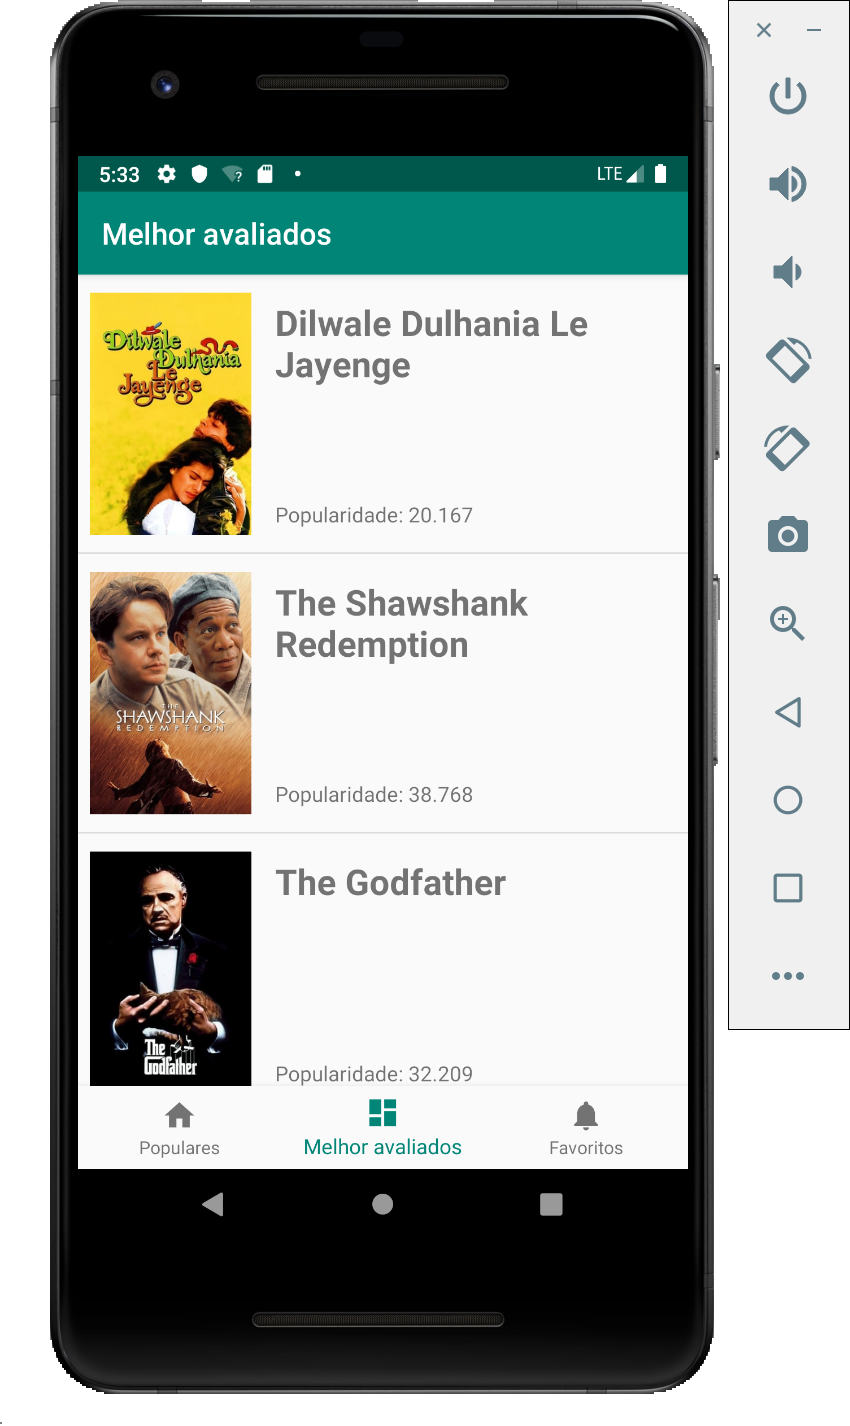 5:33
?
LTE
Melhor avaliados
Dilwale
Dulhania
Le
Jayenge
Dilwale Dulhania Le
Jayenge
Popularidade: 20.167
THE
SHAWSHANK
REDEMPTION
The Shawshank
Redemption
Popularidade: 38.768
The
Godfather
The Godfather
Popularidade: 32.209
Populares
Melhor avaliados
Favoritos